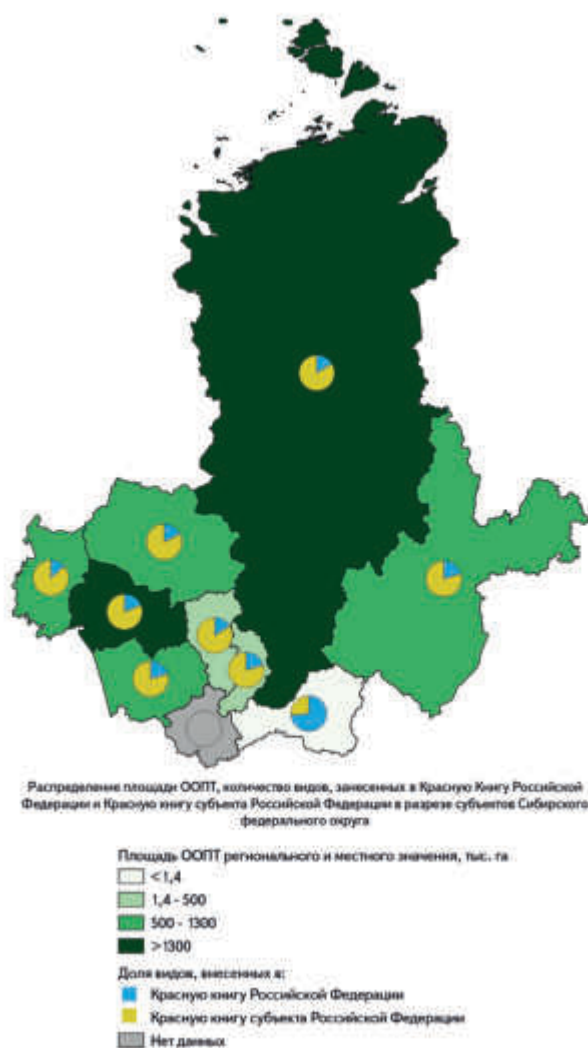 Распределение площади ООПТ, количество видов, занесенных в Красную Книгу Российской
Федерации и Красную книгу субъекта Российской Федерации в разрезе субъектов Сибирского
федерального округа
Площадь ООПТ регионального и местного значения, тыс. га
<1,4
1,4 - 500
500 - 1300
>1300
Доля видов, внесенных в:
Красную книгу Российской Федерации
Красную книгу субъекта Российской Федерации
Нет данных